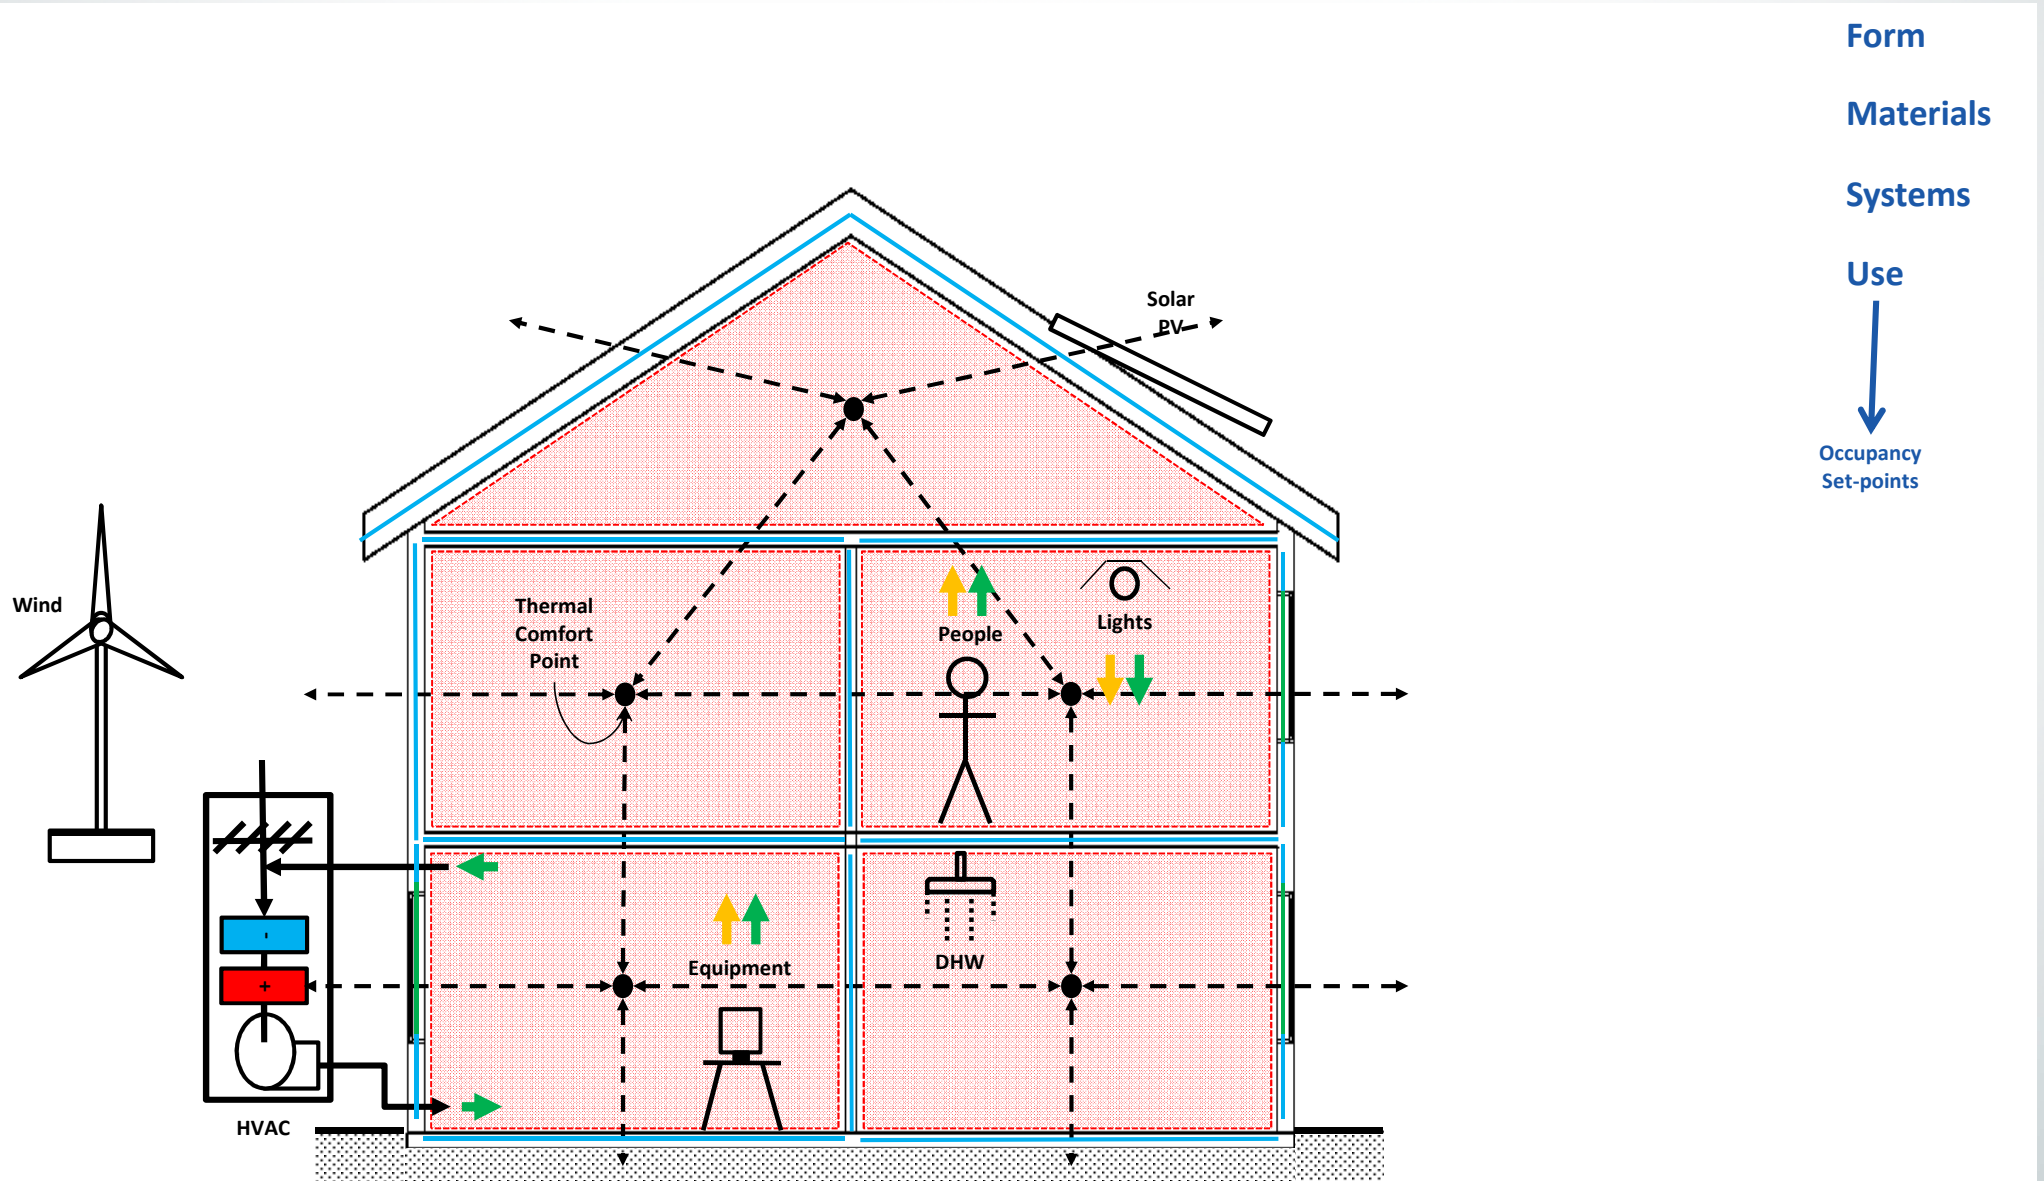 Form
Materials
Systems
Use
Occupancy
Set-points
Solar
PV
Wind
Thermal
Comfort
Point
People
Lights
-
+
HVAC
Equipment
DHW